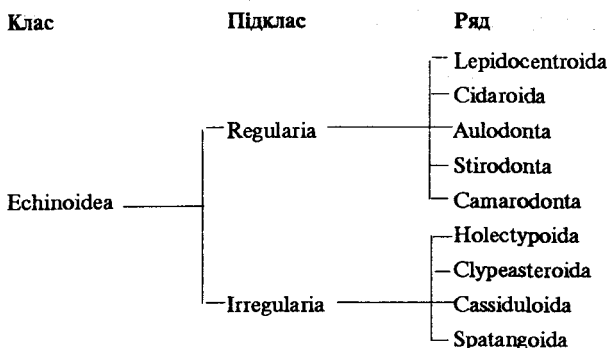 Клас Підклас Ряд
Lepidocentroida
Cidaroida
Regularia Aulodonta
Stirodonta
Echinoidea Camarodonta
Holectypoida
Clypeasteroida
Irregularia Cassiduloida
Spatangoida